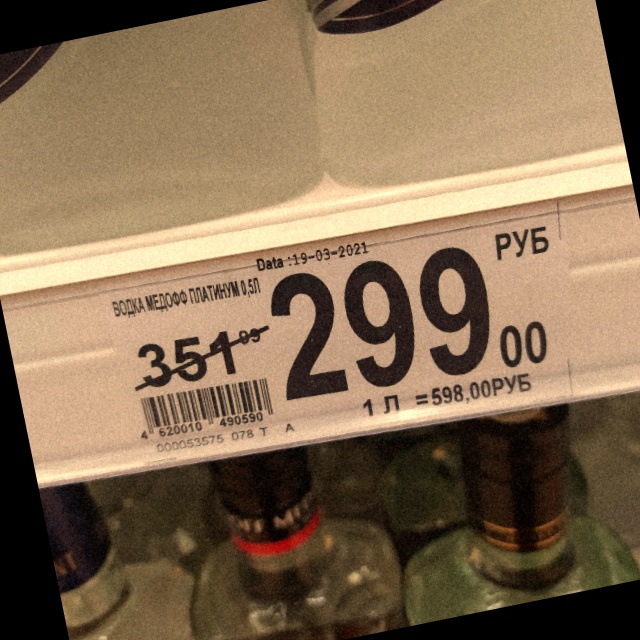 Data :19-03-2021
РУБ
ВОДКА МЕДОФФ ПЛАТИНУМ 0,5Л
351
299 00
1 Л =598,00РУБ
4 620010 490590
000053575 078 Т А